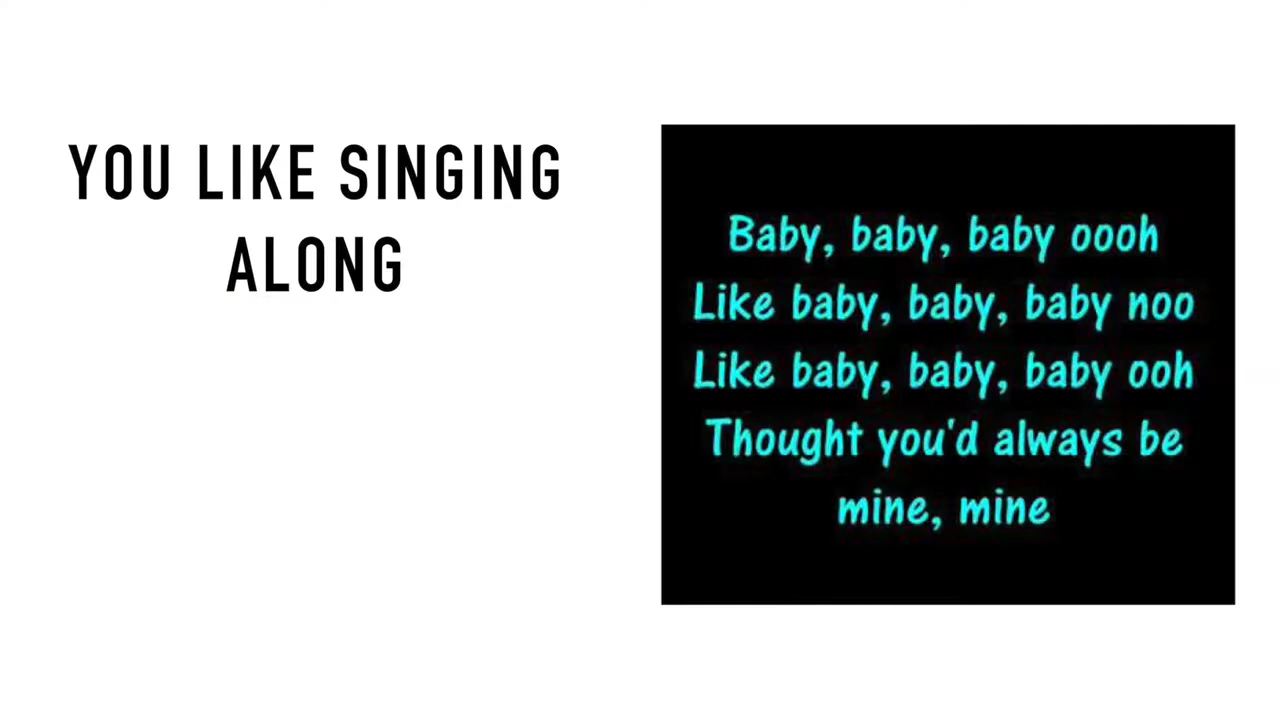 YOU LIKE SINGING
ALONG
Baby, baby, baby oooh
Like baby, baby, baby noo
Like baby, baby, baby ooh
Thought you'd always be
mine, mine